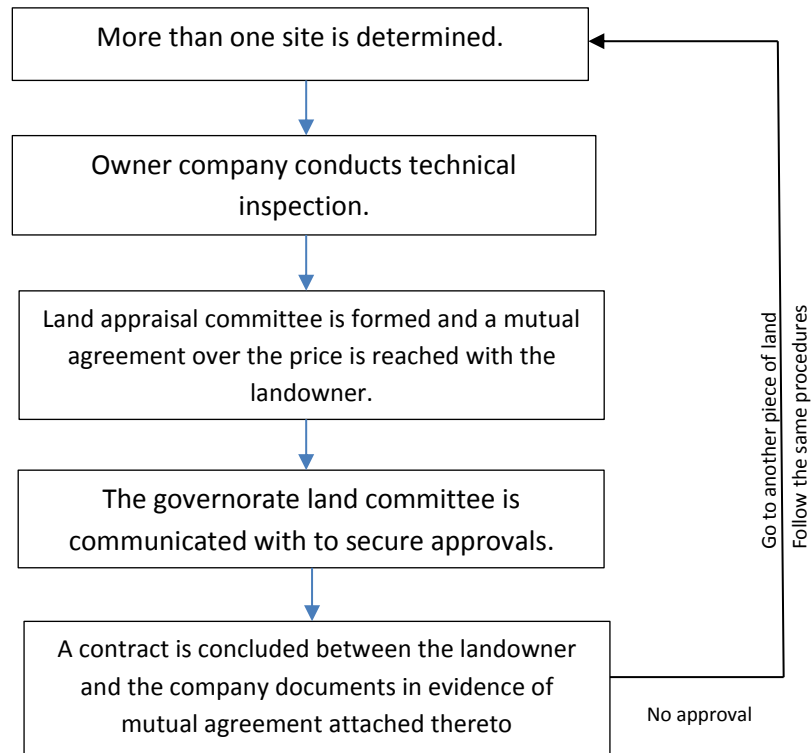 More than one site is determined.
Owner company conducts technical
inspection.
Land appraisal committee is formed and a mutual
agreement over the price is reached with the
landowner.
The governorate land committee is
communicated with to secure approvals.
A contract is concluded between the landowner
and the company documents in evidence of
mutual agreement attached thereto
No approval
Go to another piece of land
Follow the same procedures